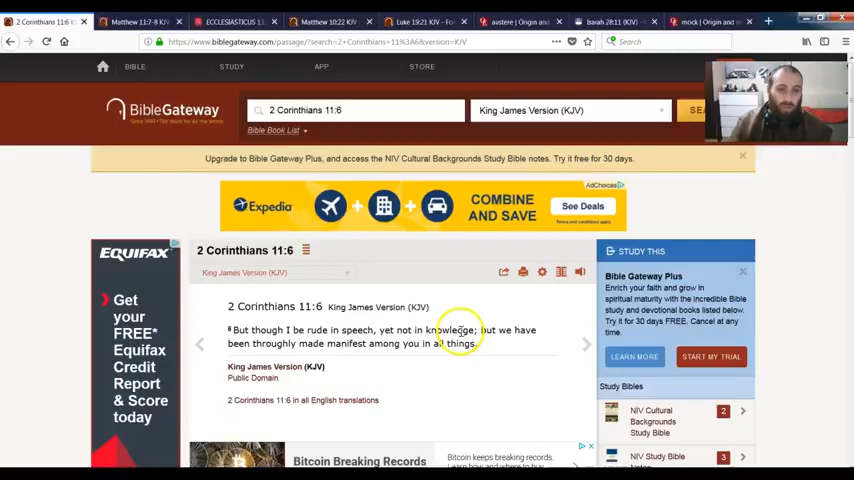 2 Corinthians 11:6 K
Matthew 11:7-8 KJV
ECCLESIASTICUS 13:
Matthew 10:22 KJV
Luke 19:21 KJV
austere | Origin and
Isaiah 28:11 (KJV)
mock | Origin and m
https://www.biblegateway.com/passage/?search=2+Corinthians+11%3A6&version=KJV
Search
BIBLE
STUDY
APP
STORE
BibleGateway
2 Corinthians 11:6
King James Version (KJV)
Bible Book List
Upgrade to Bible Gateway Plus, and access the NIV Cultural Backgrounds Study Bible notes. Try it free for 30 days.
AdChoices
Expedia
COMBINE
AND SAVE
See Deals
Terms and conditions apply
EQUIFAX
Get
your
FREE*
Equifax
Credit
Report
& Score
today
2 Corinthians 11:6
King James Version (KJV)
2 Corinthians 11:6 King James Version (KJV)
6 But though I be rude in speech, yet not in knowledge; but we have
been throughly made manifest among you in all things.
King James Version (KJV)
Public Domain
2 Corinthians 11:6 in all English translations
Bitcoin Breaking Records
Bitcoin keeps breaking records.
STUDY THIS
Bible Gateway Plus
Enrich your faith and grow in
spiritual maturity with the incredible
Bible study and devotional books
listed below.
Try it for 30 days FREE. Cancel at any
time.
LEARN MORE
START MY TRIAL
Study Bibles
NIV Cultural
Backgrounds
Study Bible
2
NIV Study Bible
3